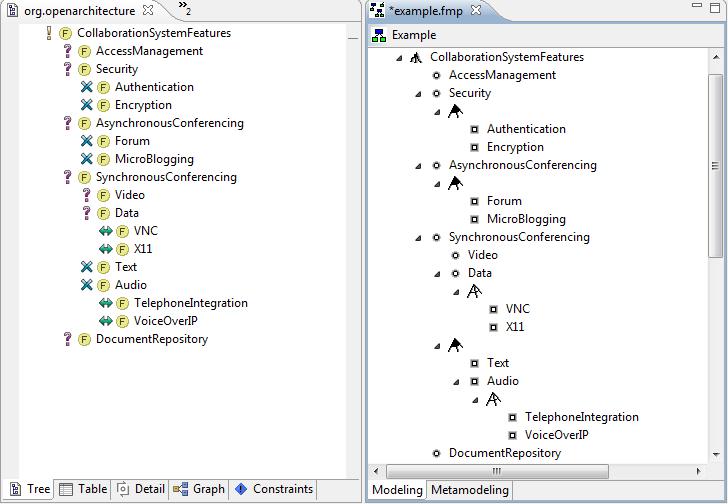 org.openarchitecture
2
CollaborationSystemFeatures
AccessManagement
Security
Authentication
Encryption
AsynchronousConferencing
Forum
MicroBlogging
SynchronousConferencing
Video
Data
VNC
X11
Text
Audio
TelephoneIntegration
VoiceOverIP
DocumentRepository
Tree
Table
Detail
Graph
Constraints
*example.fmp
Example
CollaborationSystemFeatures
AccessManagement
Security
Authentication
Encryption
AsynchronousConferencing
Forum
MicroBlogging
SynchronousConferencing
Video
Data
VNC
X11
Text
Audio
TelephoneIntegration
VoiceOverIP
DocumentRepository
Modeling
Metamodeling